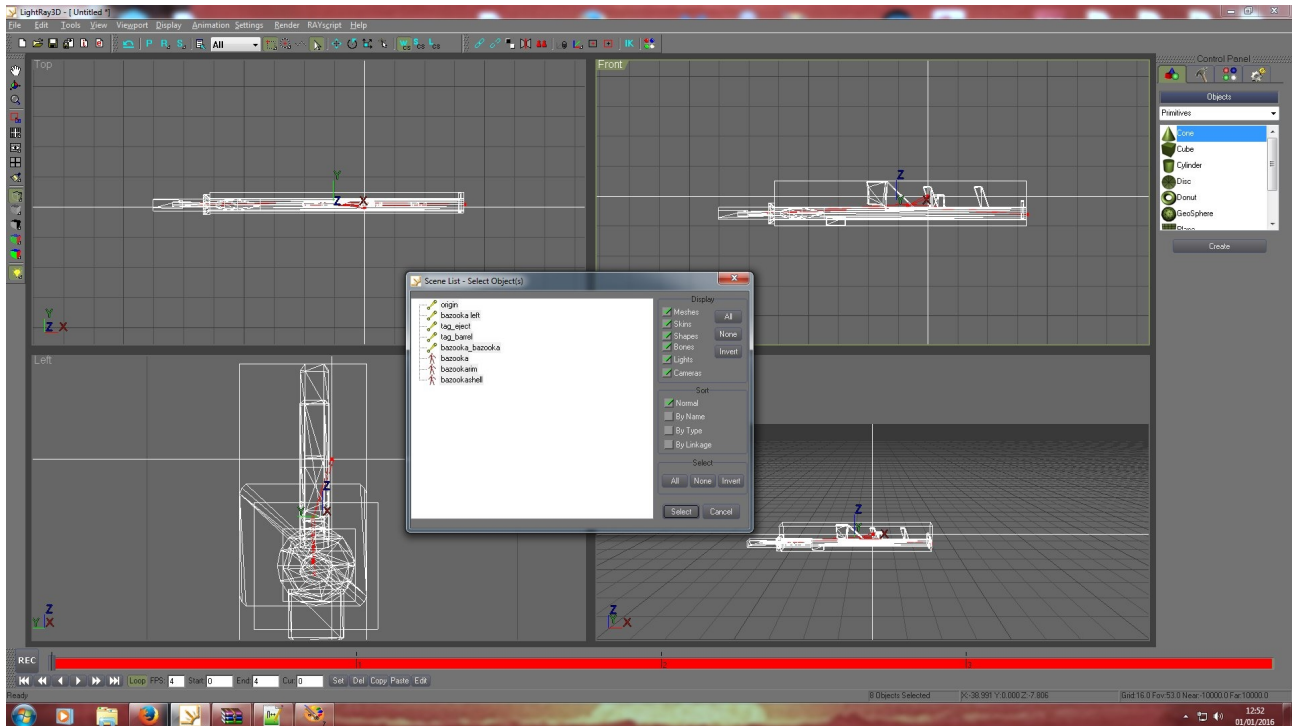 LightRay3D - [ Untitled *]
File Edit Tools View Viewport Display Animation Settings Render RAYscript Help
P R, S, All
IK
Control Panel
Top
Front
Objects
Primitives
Cone
Cube
Cylinder
Disc
Donut
GeoSphere
Create
Y
Z X
Z
X
Y
Z X
Scene List - Select Object(s)
origin
bazooka left
tag_eject
tag_barrel
bazooka_bazooka
bazooka
bazookarim
bazookashell
Display
Meshes
Skins
Shapes
Bones
Lights
Cameras
All
None
Invert
Sort
Normal
By Name
By Type
By Linkage
Select
All None Invert
Select Cancel
Left
Z
Y X
Z
Y X
Z
X
Z
Y X
REC
1 2 3
Loop FPS: 4 Start: 0 End: 4 Cur: 0 Set Del Copy Paste Edit
Ready
8 Objects Selected
X:-38.991 Y:0.000 Z:-7.806
Grid:16.0 Fov:53.0 Near:-10000.0 Far:10000.0
12:52
01/01/2016